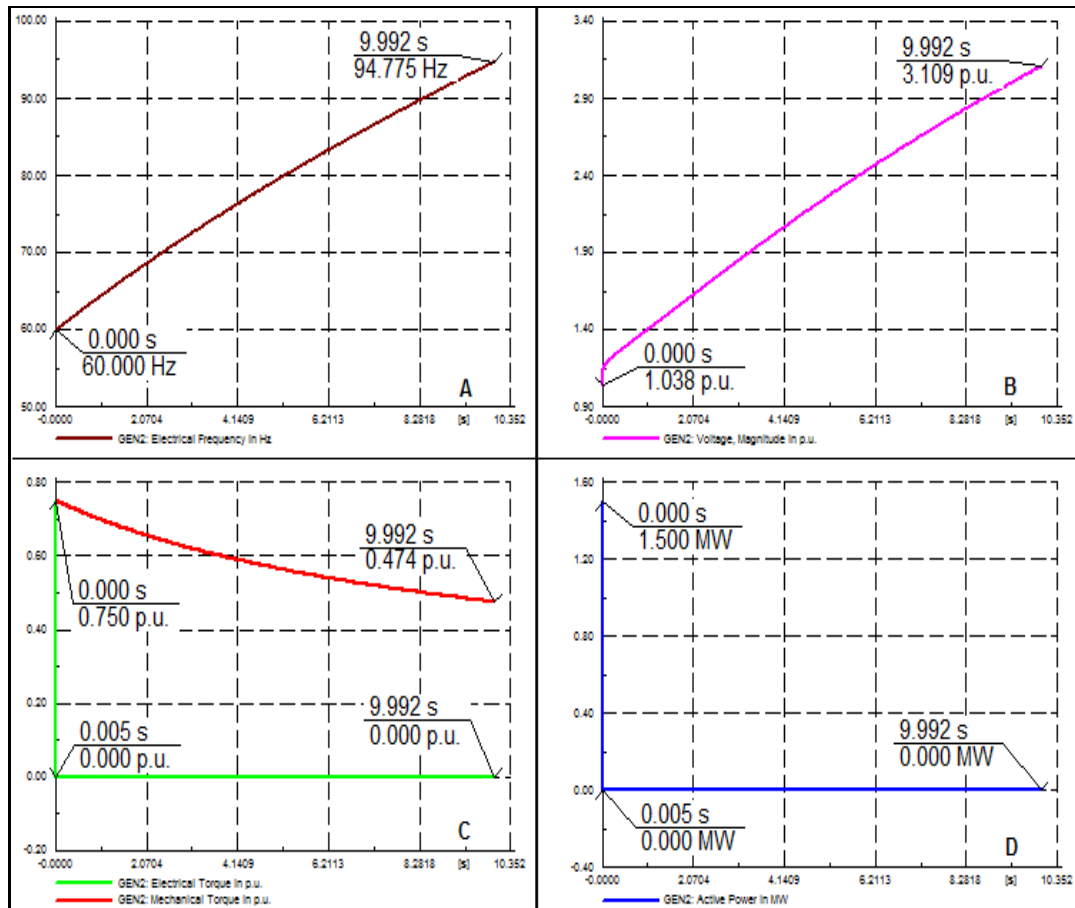 100.00
90.00
80.00
70.00
60.00
50.00
9.992 s
94.775 Hz
0.000 s
60.000 Hz
A
-0.0000 2.0704 4.1409 6.2113 8.2818 [s] 10.352
GEN2: Electrical Frequency in Hz
3.40
2.90
2.40
1.90
1.40
0.90
9.992 s
3.109 p.u.
0.000 s
1.038 p.u.
B
-0.0000 2.0704 4.1409 6.2113 8.2818 [s] 10.352
GEN2: Voltage, Magnitude in p.u.
0.80
0.60
0.40
0.20
0.00
-0.20
9.992 s
0.474 p.u.
0.000 s
0.750 p.u.
0.005 s
0.000 p.u.
9.992 s
0.000 p.u.
C
-0.0000 2.0704 4.1409 6.2113 8.2818 [s] 10.352
GEN2: Electrical Torque in p.u.
GEN2: Mechanical Torque in p.u.
1.60
1.20
0.80
0.40
0.00
-0.40
0.000 s
1.500 MW
9.992 s
0.000 MW
0.005 s
0.000 MW
D
-0.0000 2.0704 4.1409 6.2113 8.2818 [s] 10.352
GEN2: Active Power in MW